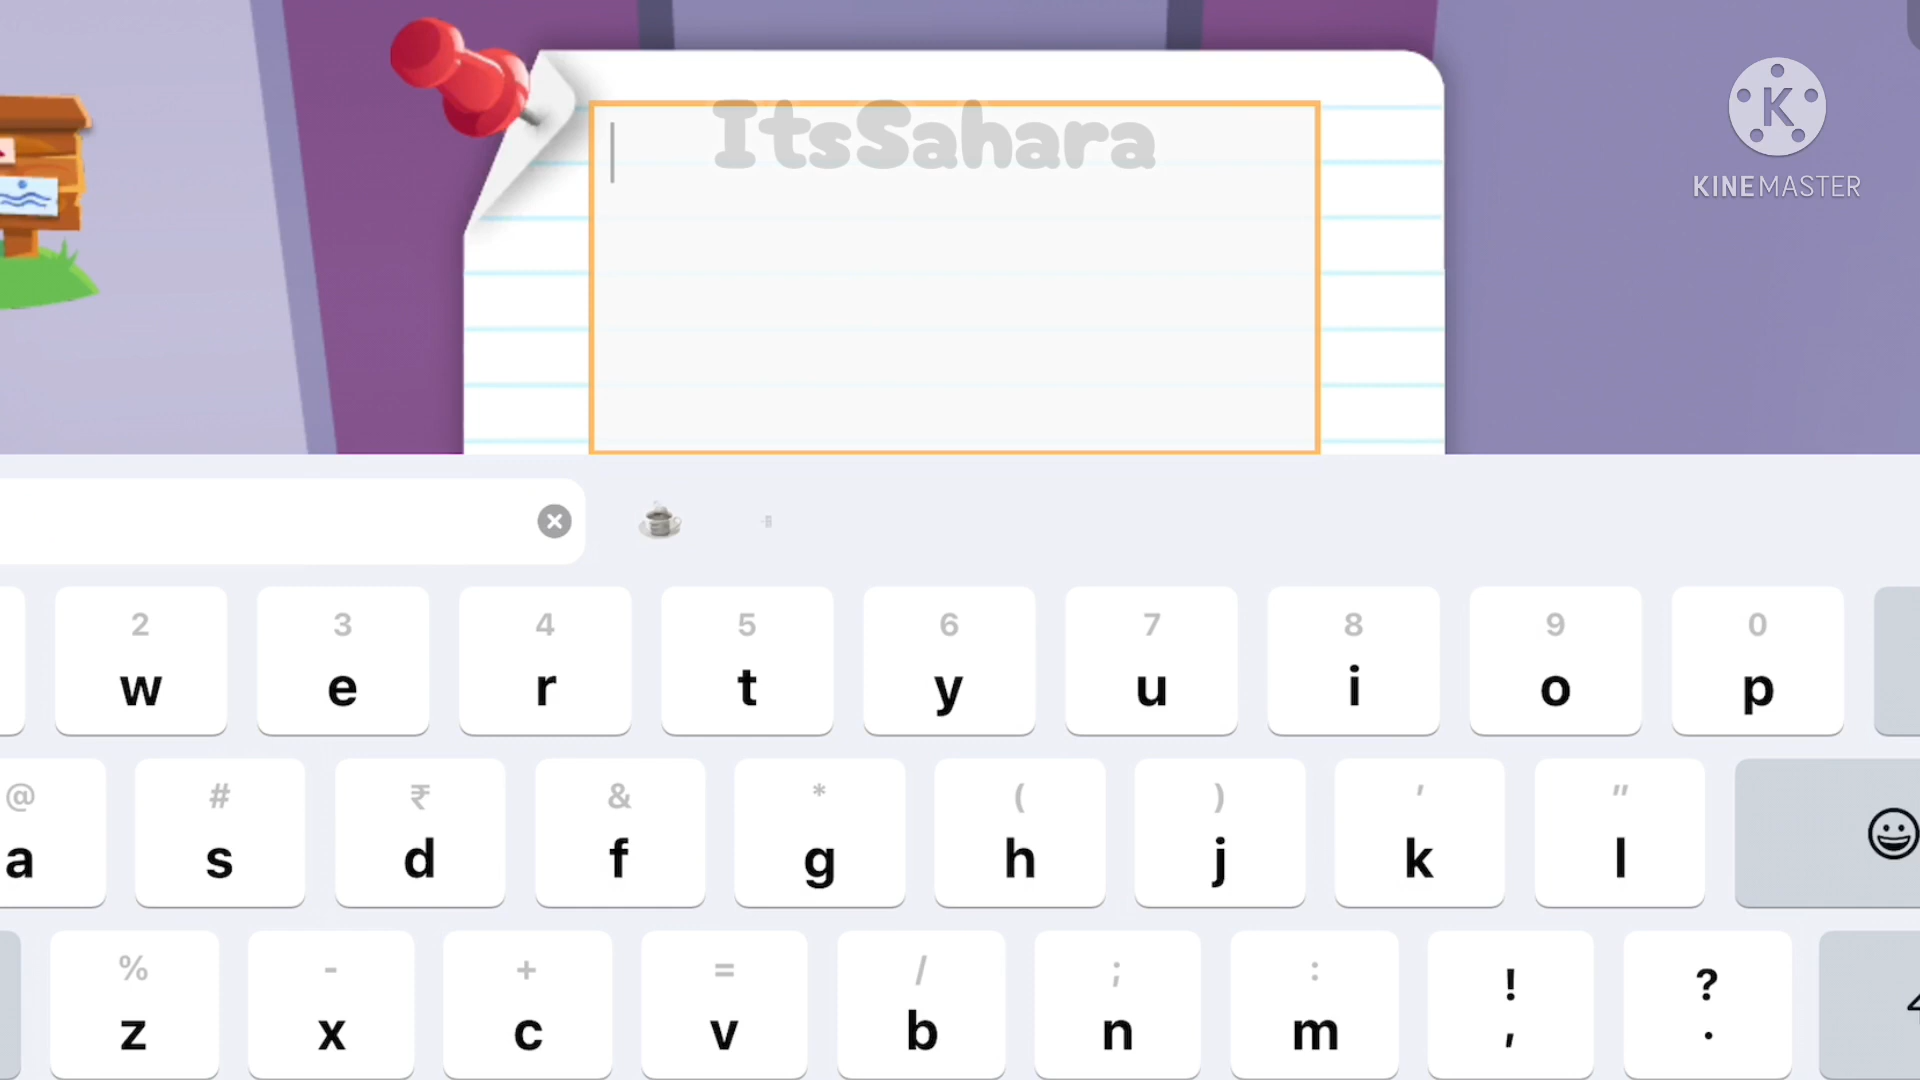 ItsSahara
K
KINEMASTER
2 3 4 5 6 7 8 9 0
w e r t y u i o p
@ # ₹ & * ( ) ' "
a s d f g h j k l
% - + = / ; : ! ?
z x c v b n m , .